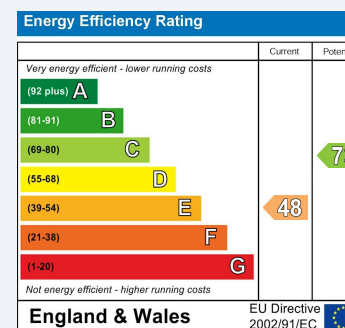 Energy Efficiency Rating
Current
Very energy efficient - lower running costs
(92 plus) A
(81-91) B
(69-80) C
(55-68) D
(39-54) E
48
(21-38) F
(1-20) G
Not energy efficient - higher running costs
England & Wales
EU Directive
2002/91/EC